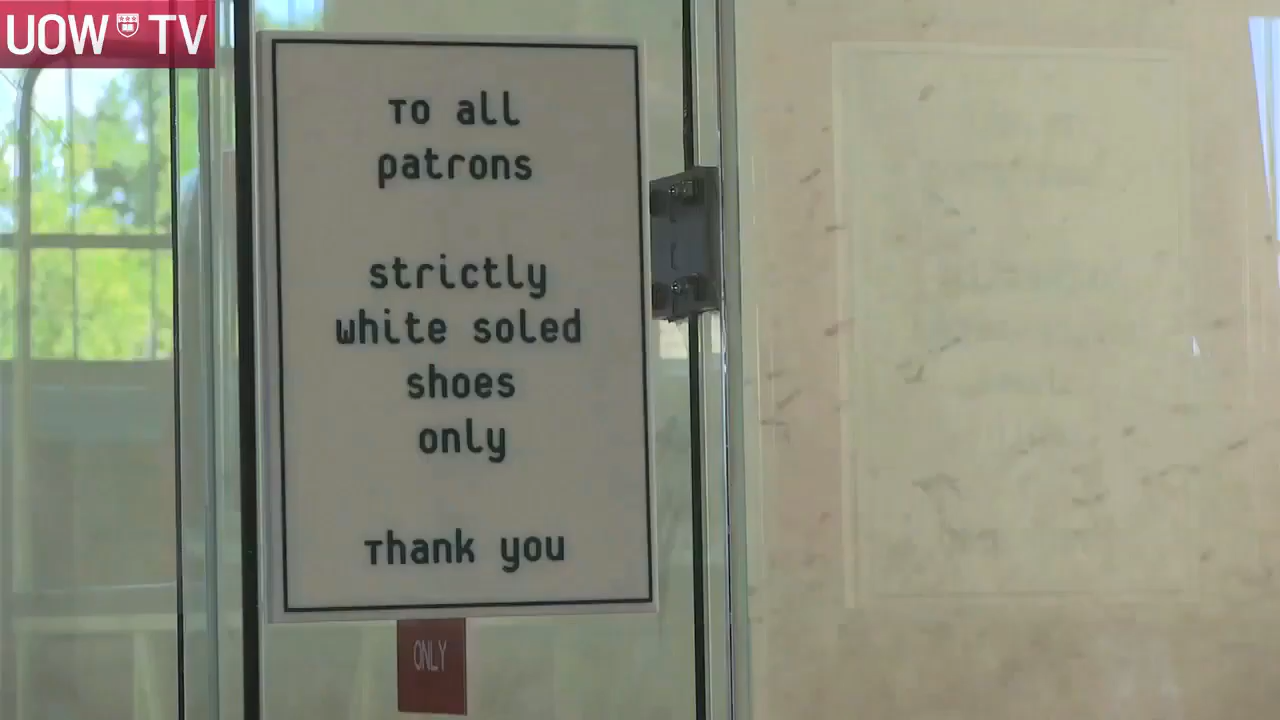 UOW TV
To all
patrons
strictly
white soled
shoes
only
Thank you
ONLY